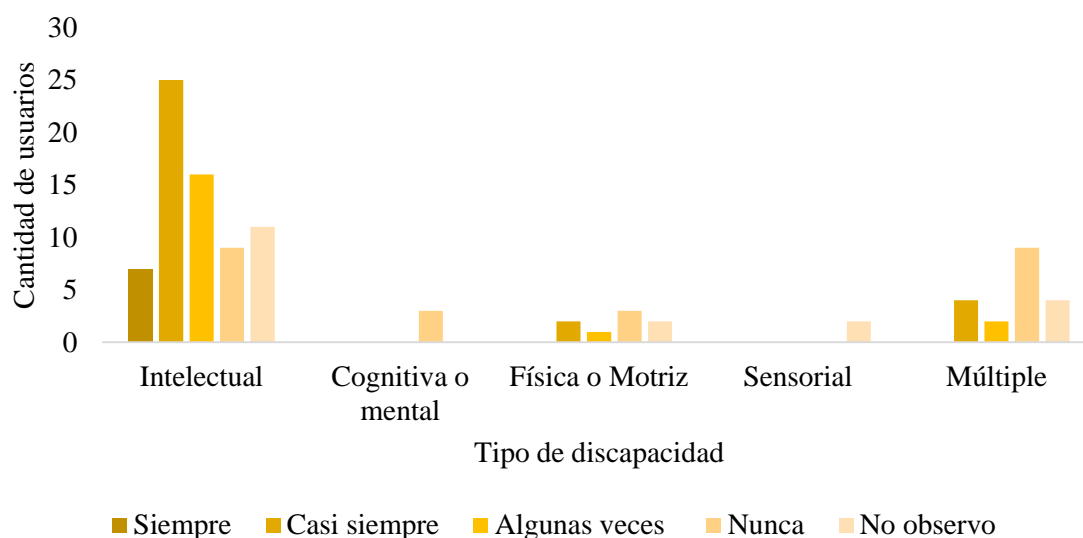 30
25
20
15
10
5
0
Cantidad de usuarios
Intelectual
Cognitiva o
mental
Física o Motriz
Sensorial
Múltiple
Tipo de discapacidad
Siempre
Casi siempre
Algunas veces
Nunca
No observo